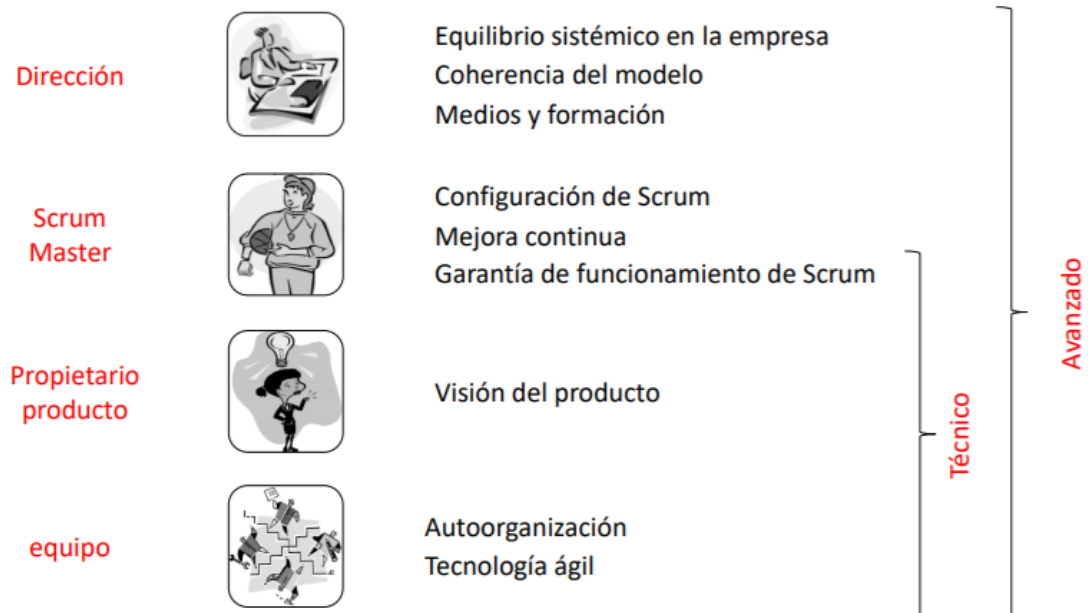 Dirección
Equilibrio sistémico en la empresa
Coherencia del modelo
Medios y formación
Scrum
Master
Configuración de Scrum
Mejora continua
Garantía de funcionamiento de Scrum
Propietario
producto
Visión del producto
equipo
Autoorganización
Tecnología ágil
Técnico
Avanzado